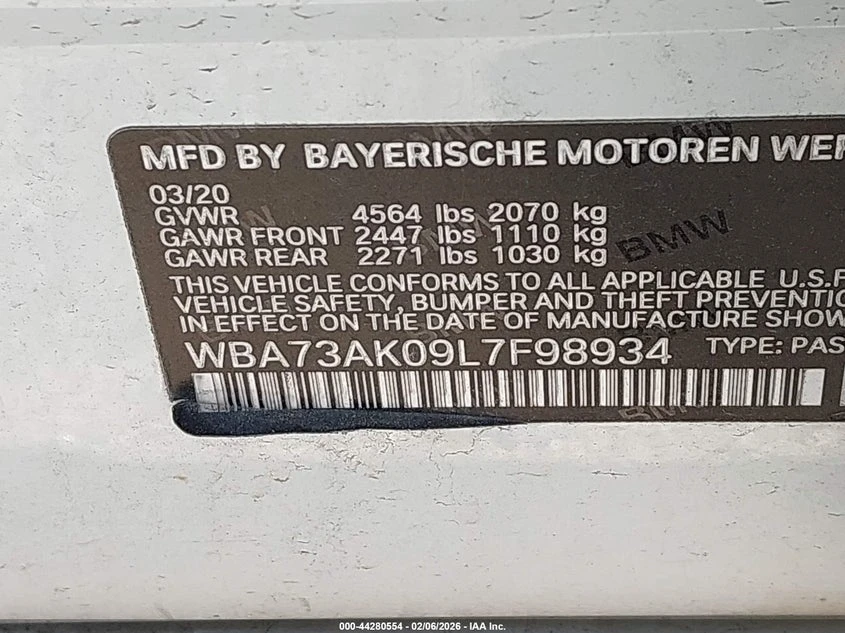 MFD BY BAYERISCHE MOTOREN WER
03/20
GVWR 4564 lbs 2070 kg
GAWR FRONT 2447 lbs 1110 kg
GAWR REAR 2271 lbs 1030 kg
THIS VEHICLE CONFORMS TO ALL APPLICABLE U.S.F
VEHICLE SAFETY, BUMPER AND THEFT PREVENTIO
IN EFFECT ON THE DATE OF MANUFACTURE SHOW
WBA73AK09L7F98934 TYPE: PAS
BMW
000-44280554 | 02/06/2026 - IAA Inc.